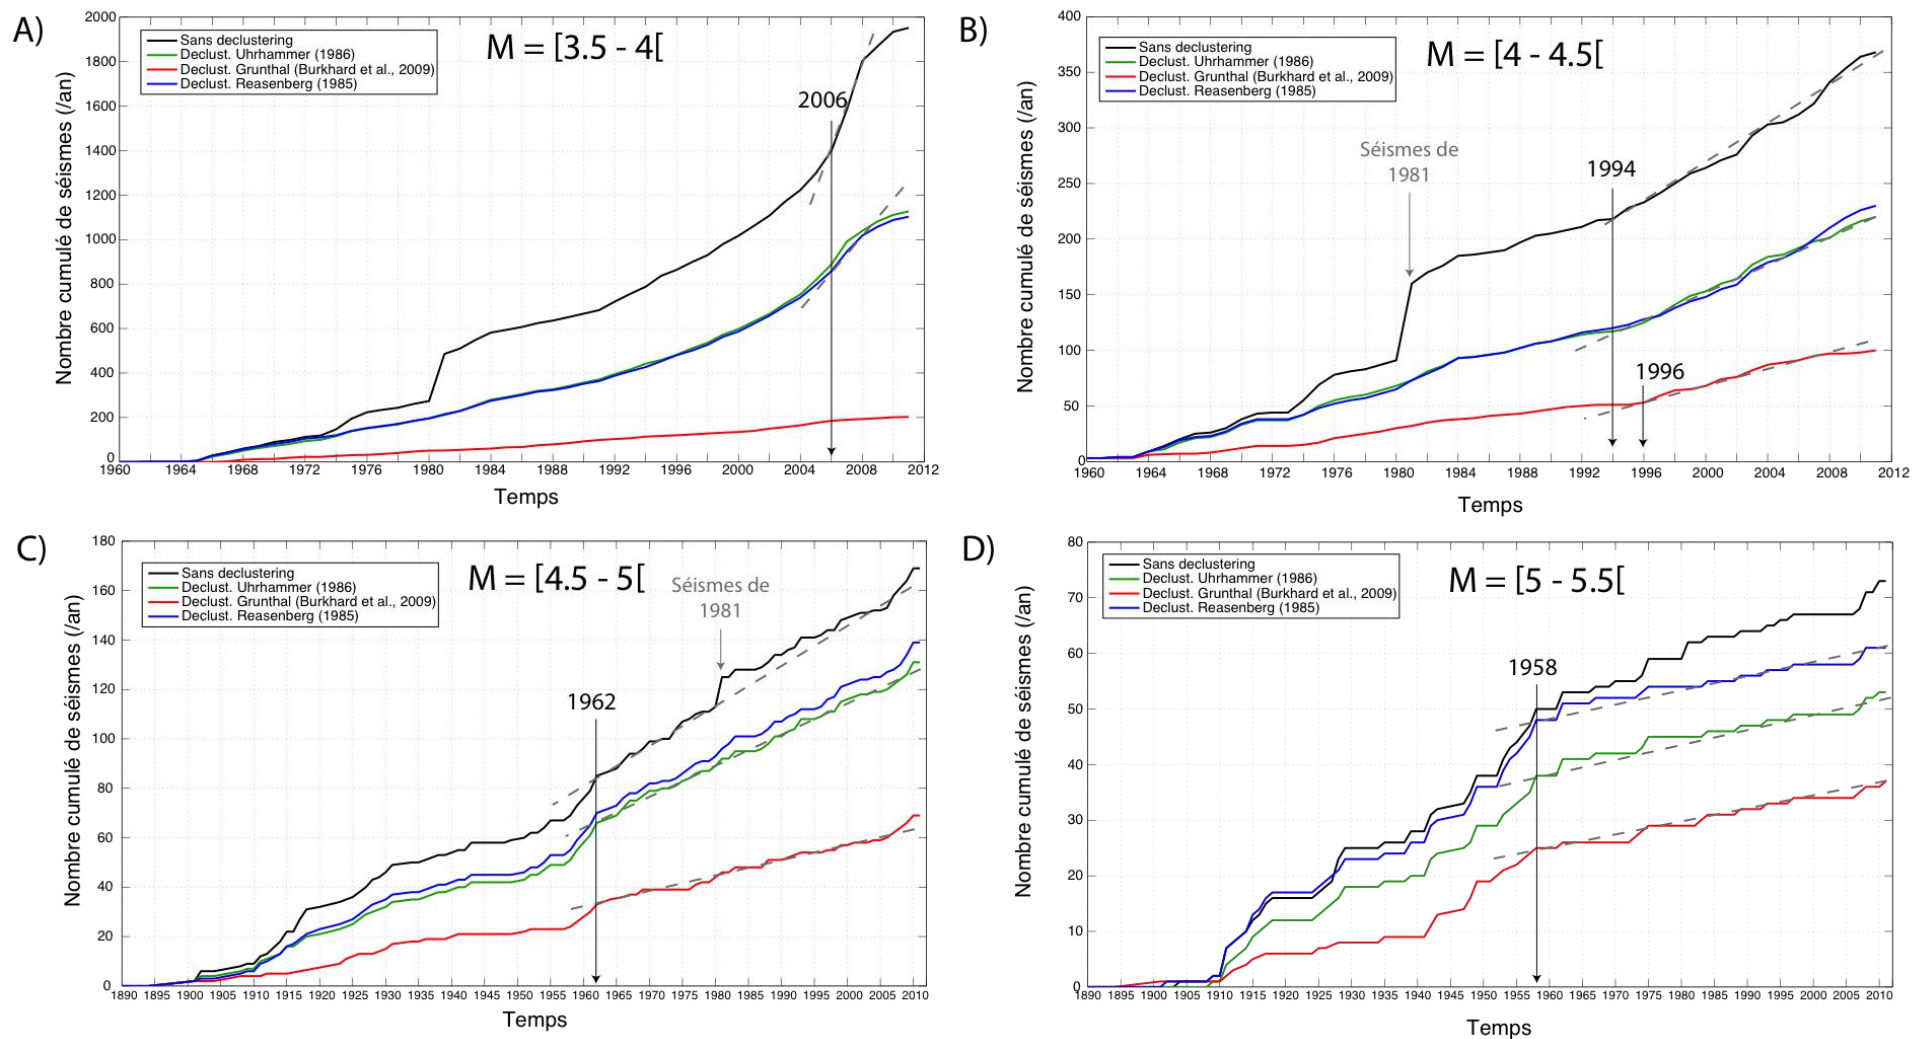 A)
M = [3.5 - 4[
Sans declustering
Declust. Uhrhammer (1986)
Declust. Grunthal (Burkhard et al., 2009)
Declust. Reasenberg (1985)
2006
Nombre cumulé de séismes (/an)
2000
1800
1600
1400
1200
1000
800
600
400
200
0
1960 1964 1968 1972 1976 1980 1984 1988 1992 1996 2000 2004 2008 2012
Temps
B)
M = [4 - 4.5[
Sans declustering
Declust. Uhrhammer (1986)
Declust. Grunthal (Burkhard et al., 2009)
Declust. Reasenberg (1985)
Séismes de
1981
1994
1996
Nombre cumulé de séismes (/an)
400
350
300
250
200
150
100
50
0
1960 1964 1968 1972 1976 1980 1984 1988 1992 1996 2000 2004 2008 2012
Temps
C)
M = [4.5 - 5[
Sans declustering
Declust. Uhrhammer (1986)
Declust. Grunthal (Burkhard et al., 2009)
Declust. Reasenberg (1985)
Séismes de
1981
1962
Nombre cumulé de séismes (/an)
180
160
140
120
100
80
60
40
20
0
1890 1895 1900 1905 1910 1915 1920 1925 1930 1935 1940 1945 1950 1955 1960 1965 1970 1975 1980 1985 1990 1995 2000 2005 2010
Temps
D)
M = [5 - 5.5[
Sans declustering
Declust. Uhrhammer (1986)
Declust. Grunthal (Burkhard et al., 2009)
Declust. Reasenberg (1985)
1958
Nombre cumulé de séismes (/an)
80
70
60
50
40
30
20
10
0
1890 1895 1900 1905 1910 1915 1920 1925 1930 1935 1940 1945 1950 1955 1960 1965 1970 1975 1980 1985 1990 1995 2000 2005 2010
Temps